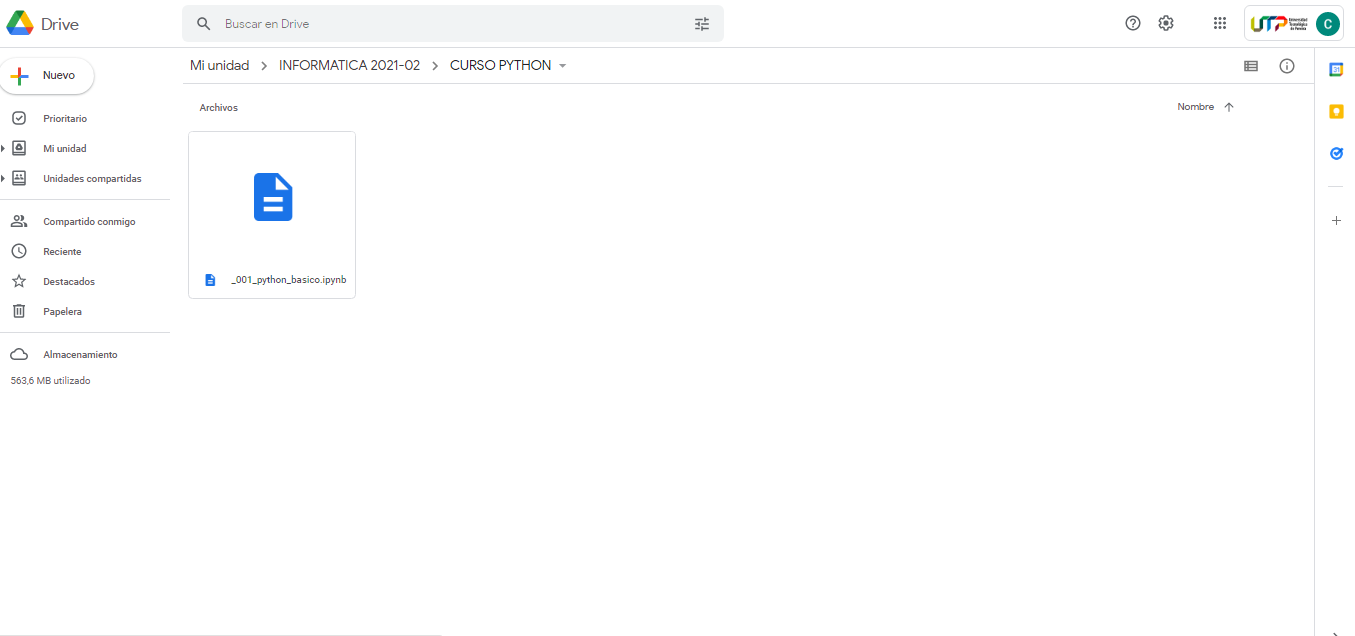 Drive
Buscar en Drive
UTP Universidad Tecnológica de Pereira
C
Nuevo
Mi unidad > INFORMATICA 2021-02 > CURSO PYTHON
31
Archivos
Nombre
Prioritario
Mi unidad
Unidades compartidas
Compartido conmigo
Reciente
Destacados
Papelera
Almacenamiento
563,6 MB utilizado
_001_python_basico.ipynb